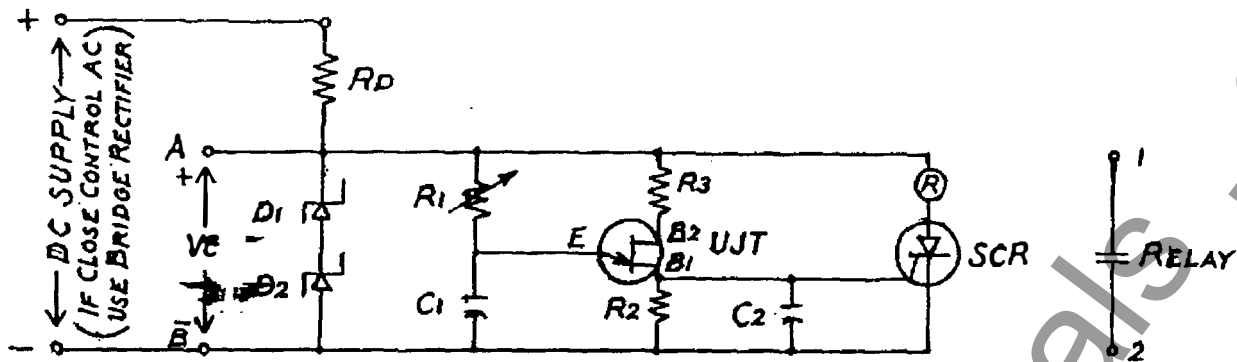 +
DC SUPPLY
(IF CLOSE CONTROL AC)
(USE BRIDGE RECTIFIER)
-
RD
A
+
VC
-
B
D1
D2
R1
C1
E
R3
B2
B1
UJT
R2
C2
R
SCR
1
RELAY
2
als